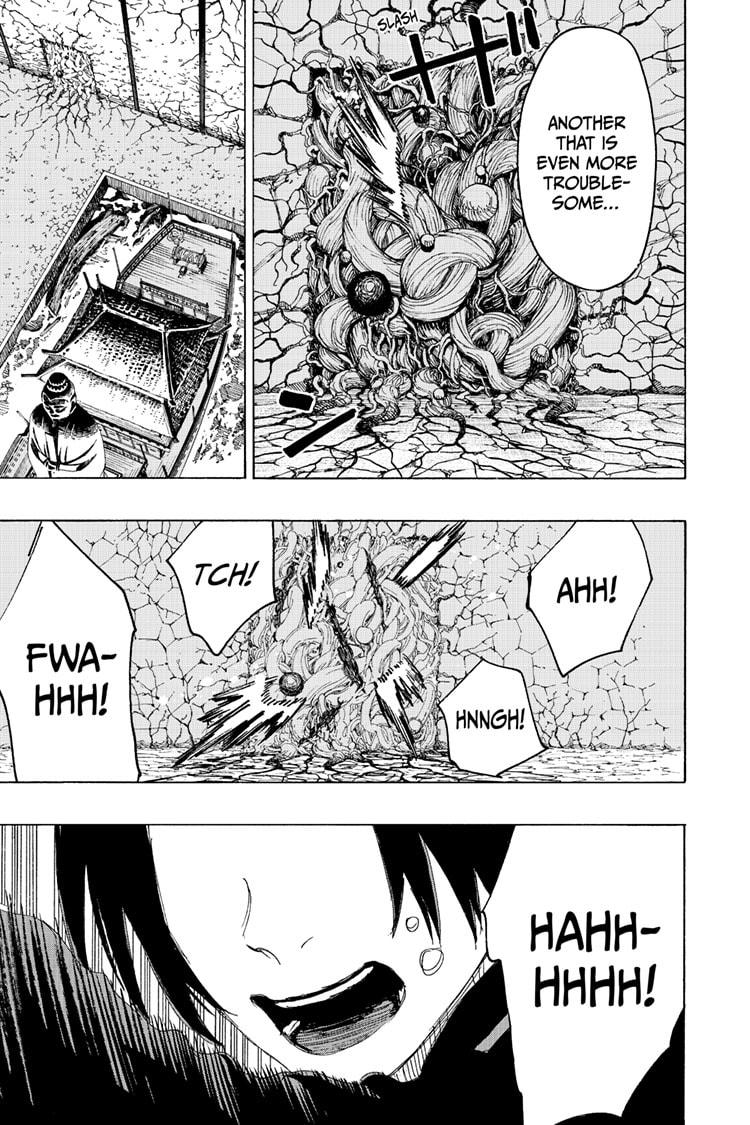 SLASH
ANOTHER
THAT IS
EVEN MORE
TROUBLE-
SOME...
AHH!
HNNGH!
TCH!
FWA-
HHH!
HAHH-
HHHH!